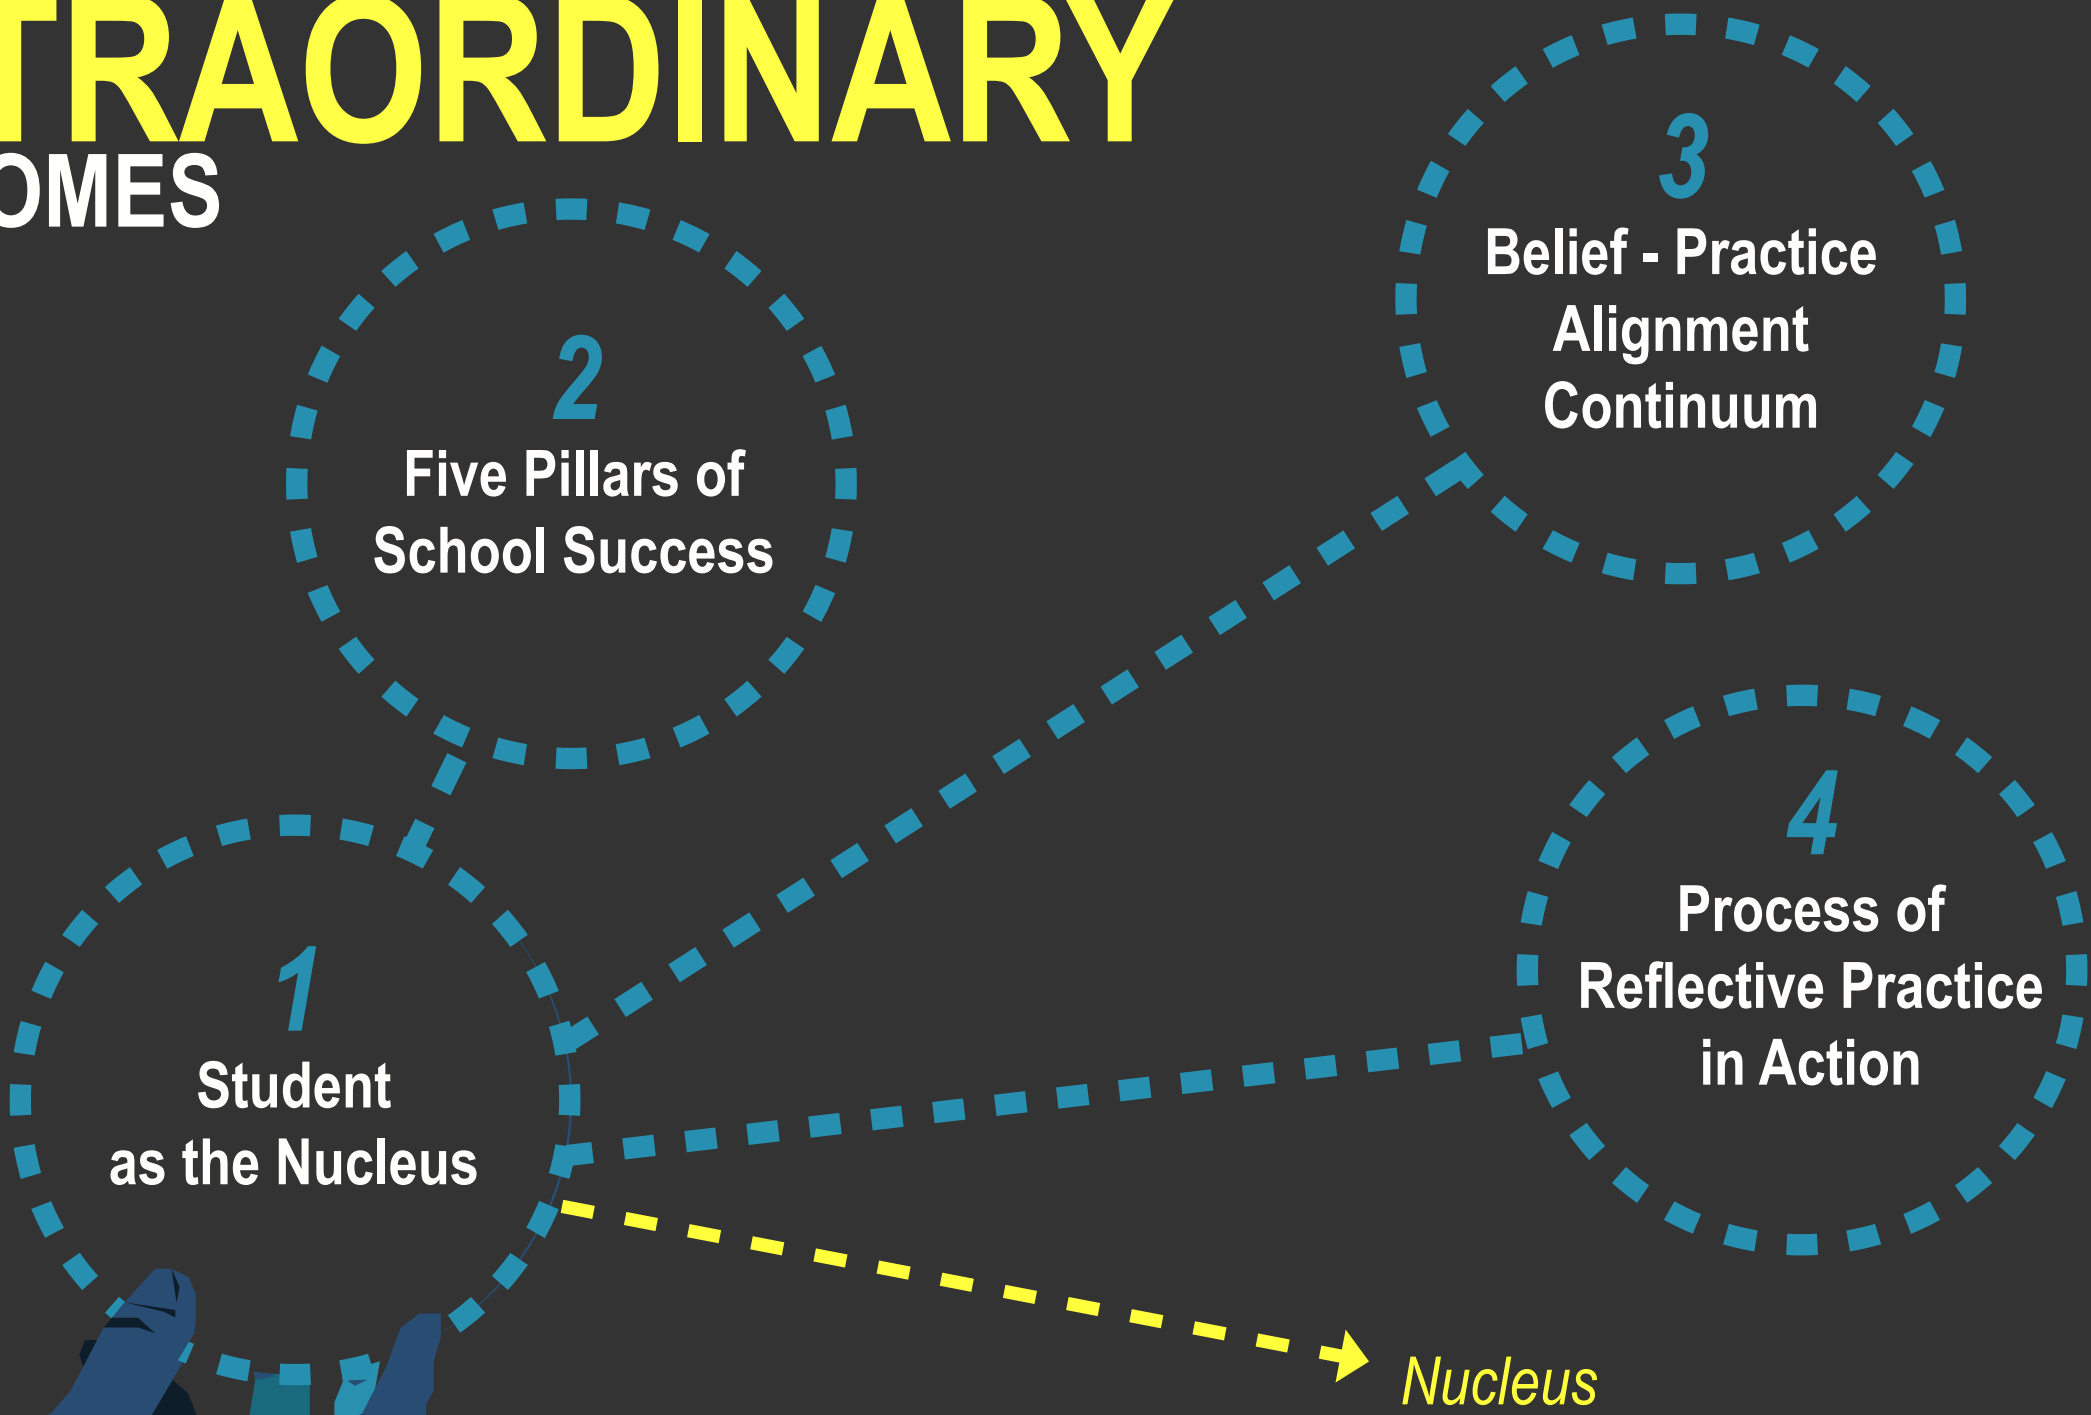 TRAORDINARY
OMES
2
Five Pillars of
School Success
3
Belief - Practice
Alignment
Continuum
1
Student
as the Nucleus
4
Process of
Reflective Practice
in Action
Nucleus